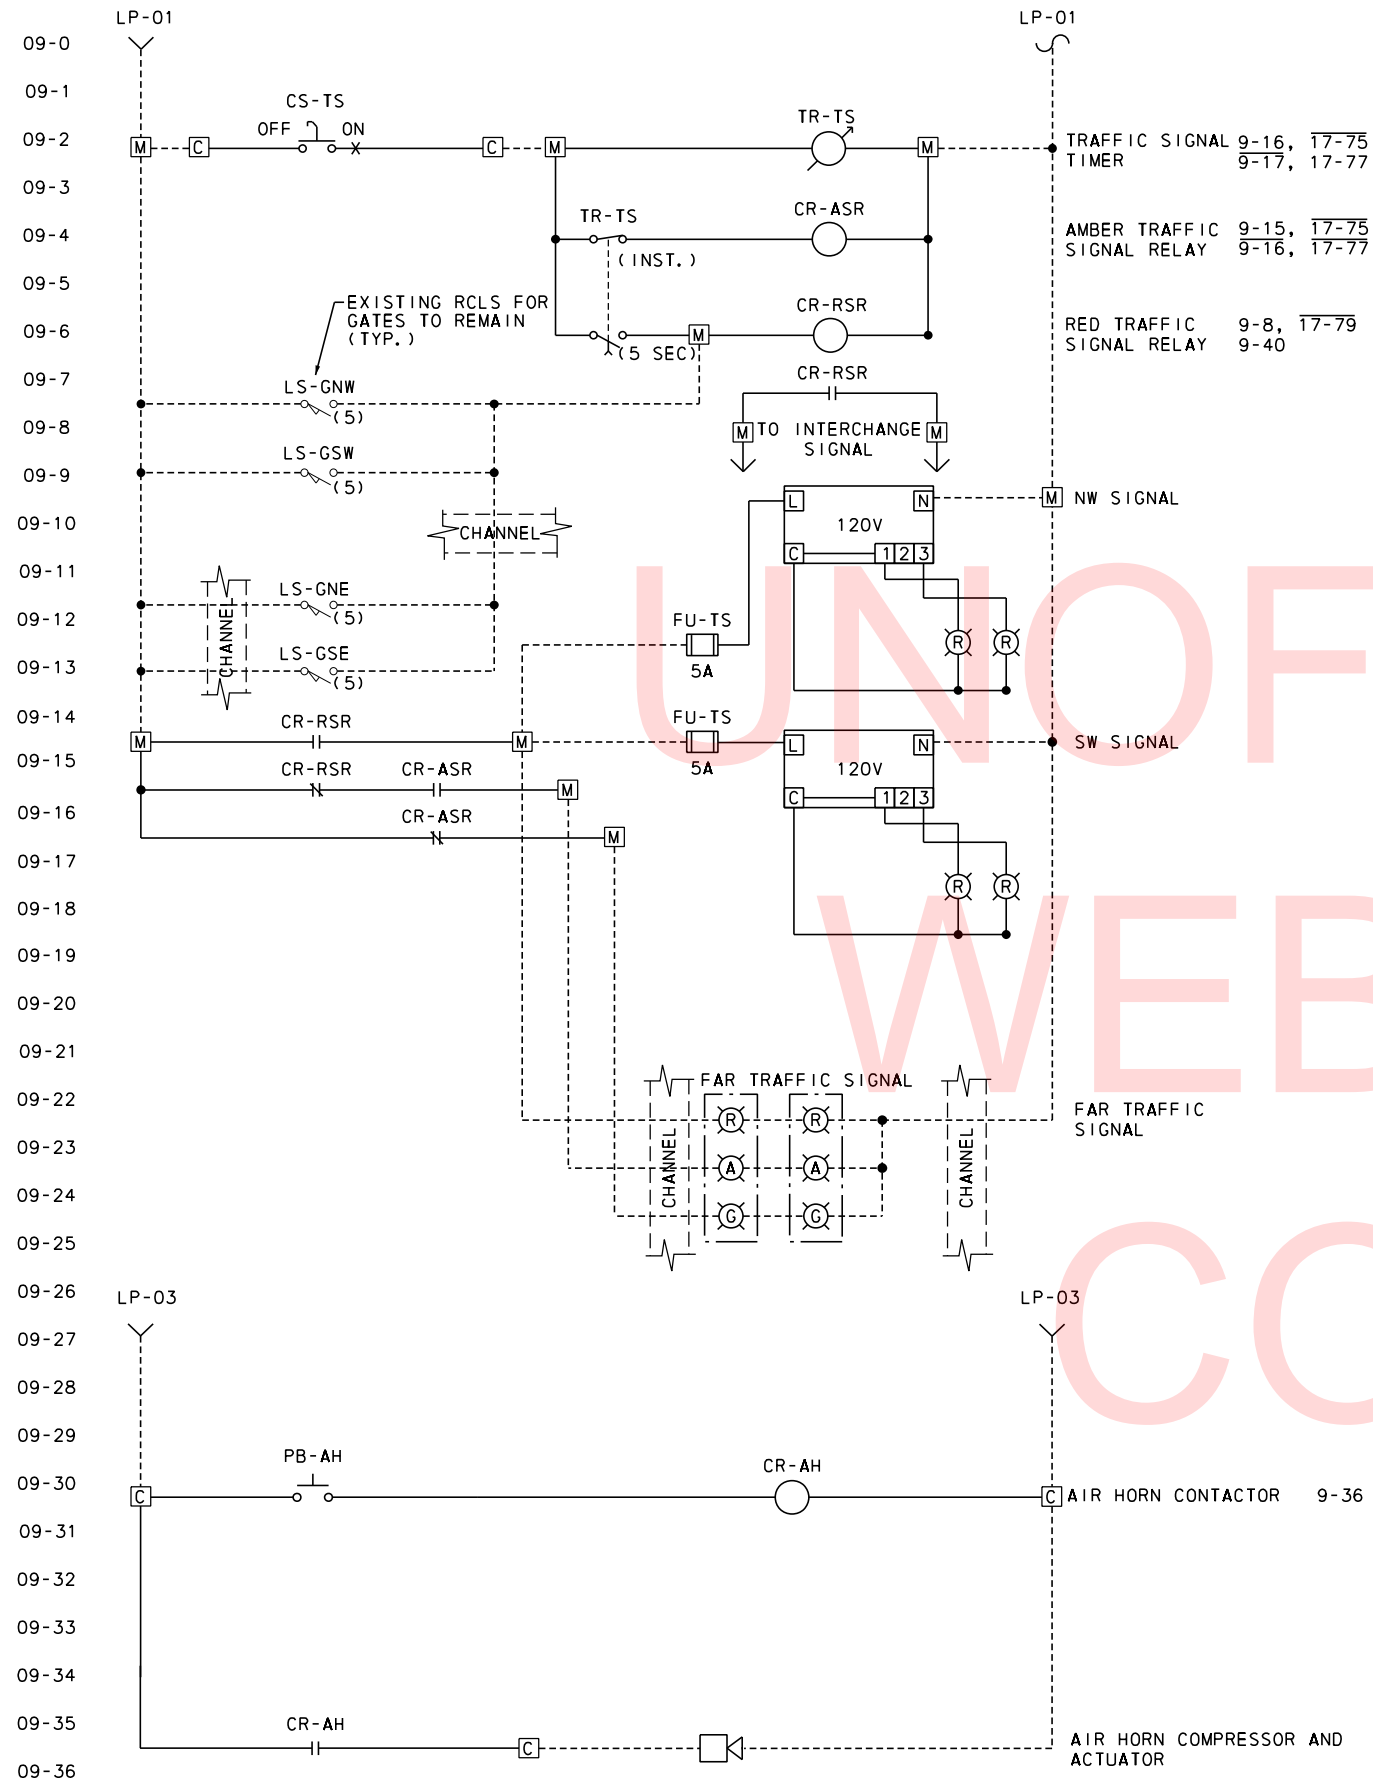 LP-01 LP-01
09-0
09-1
CS-TS
OFF ON
TR-TS
09-2
M C C M M
TRAFFIC SIGNAL 9-16, 17-75
TIMER 9-17, 17-77
09-3
TR-TS CR-ASR
09-4
(INST.)
AMBER TRAFFIC 9-15, 17-75
SIGNAL RELAY 9-16, 17-77
09-5
EXISTING RCLS FOR
GATES TO REMAIN
(TYP.)
CR-RSR
09-6
M
(5 SEC)
RED TRAFFIC 9-8, 17-79
SIGNAL RELAY 9-40
09-7
LS-GNW
(5)
CR-RSR
09-8
M TO INTERCHANGE M
SIGNAL
LS-GSW
(5)
09-9
L N M NW SIGNAL
09-10
CHANNEL
120V
C 1 2 3
09-11
LS-GNE
(5)
09-12
CHANNEL
FU-TS
5A
R R
09-13
LS-GSE
(5)
09-14
CR-RSR
M M
FU-TS
5A
L N SW SIGNAL
09-15
CR-RSR CR-ASR
M
120V
C 1 2 3
09-16
CR-ASR
M
09-17
R R
09-18
09-19
09-20
09-21
FAR TRAFFIC SIGNAL
09-22
R R
FAR TRAFFIC
SIGNAL
09-23
CHANNEL
A A
CHANNEL
09-24
G G
09-25
09-26
LP-03 LP-03
09-27
09-28
09-29
PB-AH CR-AH
09-30
C C AIR HORN CONTACTOR 9-36
09-31
09-32
09-33
09-34
09-35
CR-AH
C
AIR HORN COMPRESSOR AND
ACTUATOR
09-36
UNOF
WEB
CO